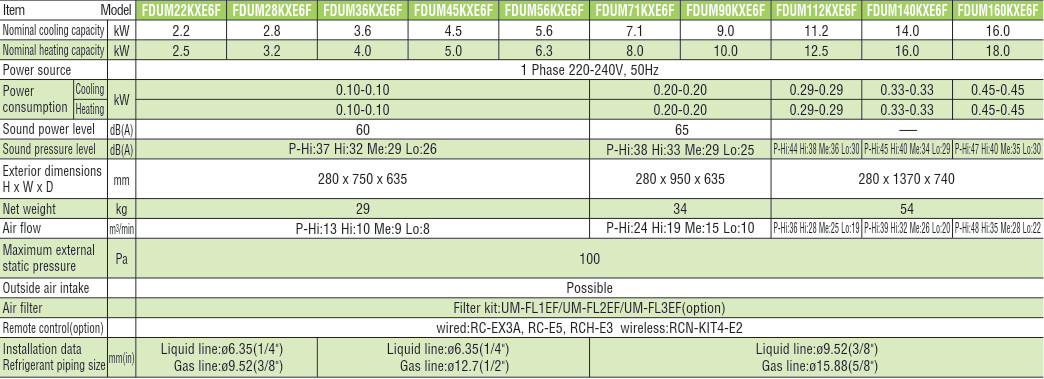 Item Model FDUM22KXE6F FDUM28KXE6F FDUM36KXE6F FDUM45KXE6F FDUM56KXE6F FDUM71KXE6F FDUM90KXE6F FDUM112KXE6F FDUM140KXE6F FDUM160KXE6F
Nominal cooling capacity kW 2.2 2.8 3.6 4.5 5.6 7.1 9.0 11.2 14.0 16.0
Nominal heating capacity kW 2.5 3.2 4.0 5.0 6.3 8.0 10.0 12.5 16.0 18.0
Power source 1 Phase 220-240V, 50Hz
Power consumption Cooling kW 0.10-0.10 0.20-0.20 0.29-0.29 0.33-0.33 0.45-0.45
Heating 0.10-0.10 0.20-0.20 0.29-0.29 0.33-0.33 0.45-0.45
Sound power level dB(A) 60 65 —
Sound pressure level dB(A) P-Hi:37 Hi:32 Me:29 Lo:26 P-Hi:38 Hi:33 Me:29 Lo:25 P-Hi:44 Hi:38 Me:36 Lo:30 P-Hi:45 Hi:40 Me:34 Lo:29 P-Hi:47 Hi:40 Me:35 Lo:30
Exterior dimensions
H x W x D mm 280 x 750 x 635 280 x 950 x 635 280 x 1370 x 740
Net weight kg 29 34 54
Air flow m³/min P-Hi:13 Hi:10 Me:9 Lo:8 P-Hi:24 Hi:19 Me:15 Lo:10 P-Hi:36 Hi:28 Me:25 Lo:19 P-Hi:39 Hi:32 Me:26 Lo:20 P-Hi:48 Hi:35 Me:28 Lo:22
Maximum external
static pressure Pa 100
Outside air intake Possible
Air filter Filter kit:UM-FL1EF/UM-FL2EF/UM-FL3EF(option)
Remote control(option) wired:RC-EX3A, RC-E5, RCH-E3 wireless:RCN-KIT4-E2
Installation data mm(in) Liquid line:ø6.35(1/4") Liquid line:ø6.35(1/4") Liquid line:ø9.52(3/8")
Refrigerant piping size Gas line:ø9.52(3/8") Gas line:ø12.7(1/2") Gas line:ø15.88(5/8")